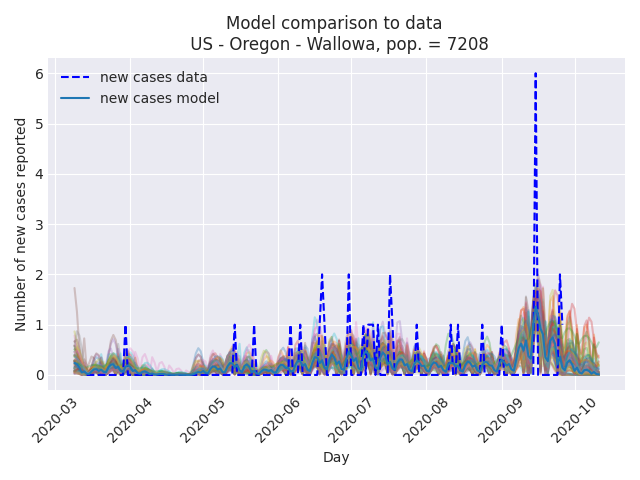 Model comparison to data
US - Oregon - Wallowa, pop. = 7208
new cases data
new cases model
Number of new cases reported
6
5
4
3
2
1
0
2020-03
2020-04
2020-05
2020-06
2020-07
2020-08
2020-09
2020-10
Day